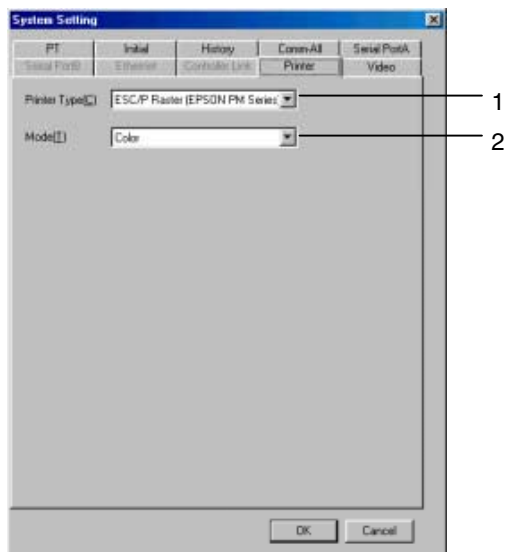 System Setting
PT Initial History Comm-All Serial PortA
Serial PortB Ethernet Controller Link Printer Video
Printer Type(C) ESC/P Raster (EPSON PM Series) 1
Mode(T) Color 2
OK Cancel